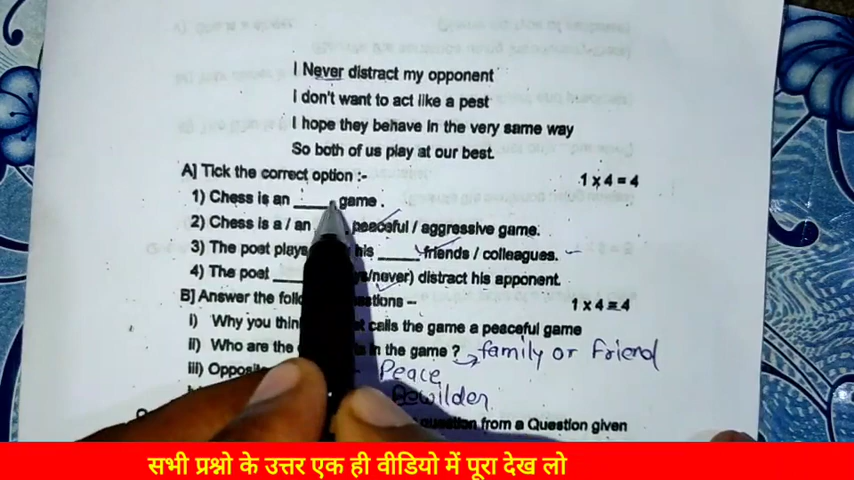 I Never distract my opponent
I don't want to act like a pest
I hope they behave in the very same way
So both of us play at our best.
A] Tick the correct option :- 1 x 4 = 4
1) Chess is an _____ game .
2) Chess is a / an peaceful / aggressive game.
3) The poet plays his _____ friends / colleagues.
4) The poet ____ /never) distract his apponent.
B] Answer the -- 1 x 4 = 4
i) Why you calls the game a peaceful game
ii) Who are the in the game ? → family or Friend
iii) Peace
Bewilder
question from a Question given
सभी प्रश्नो के उत्तर एक ही वीडियो में पूरा देख लो